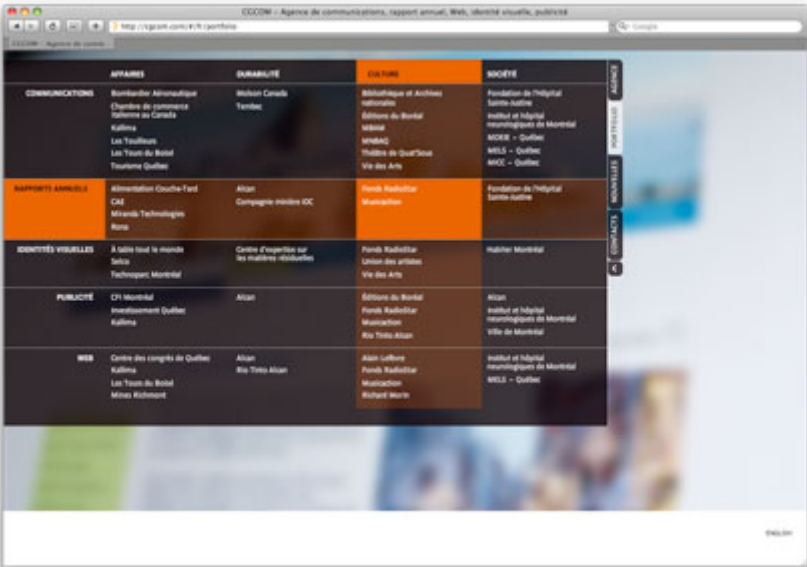 CGCOM – Agence de communications, rapport annuel, Web, identité visuelle, publicité
http://cgcom.com/#/fr/portfolio
Google
CGCOM – Agence de commu
AFFAIRES
DURABILITÉ
CULTURE
SOCIÉTÉ
COMMUNICATIONS
Bombardier Aéronautique
Chambre de commerce
italienne au Canada
Kallima
Les Touilleurs
Les Tours du Boisé
Tourisme Québec
Molson Canada
Tembec
Bibliothèque et Archives
nationales
Éditions du Boréal
MNBAQ
Théâtre de Quat'Sous
Vie des Arts
Fondation de l'Hôpital
Sainte-Justine
Institut et hôpital
neurologiques de Montréal
MELS – Québec
MICC – Québec
RAPPORTS ANNUELS
Alimentation Couche-Tard
CAE
Miranda Technologies
Rona
Alcan
Compagnie minière IOC
Fonds RadioStar
Musicaction
Fondation de l'Hôpital
Sainte-Justine
IDENTITÉS VISUELLES
À table tout le monde
Selco
Technoparc Montréal
Centre d'expertise sur
les matières résiduelles
Fonds RadioStar
Union des artistes
Vie des Arts
Habiter Montréal
PUBLICITÉ
CFI Montréal
Investissement Québec
Kallima
Alcan
Éditions du Boréal
Fonds RadioStar
Musicaction
Rio Tinto Alcan
Alcan
Institut et hôpital
neurologiques de Montréal
Ville de Montréal
WEB
Centre des congrès de Québec
Kallima
Les Tours du Boisé
Mines Richmont
Alcan
Rio Tinto Alcan
Alain Lefèvre
Fonds RadioStar
Musicaction
Richard Morin
Institut et hôpital
neurologiques de Montréal
MELS – Québec
AGENCE
PORTFOLIO
NOUVELLES
CONTACTS
ENGLISH